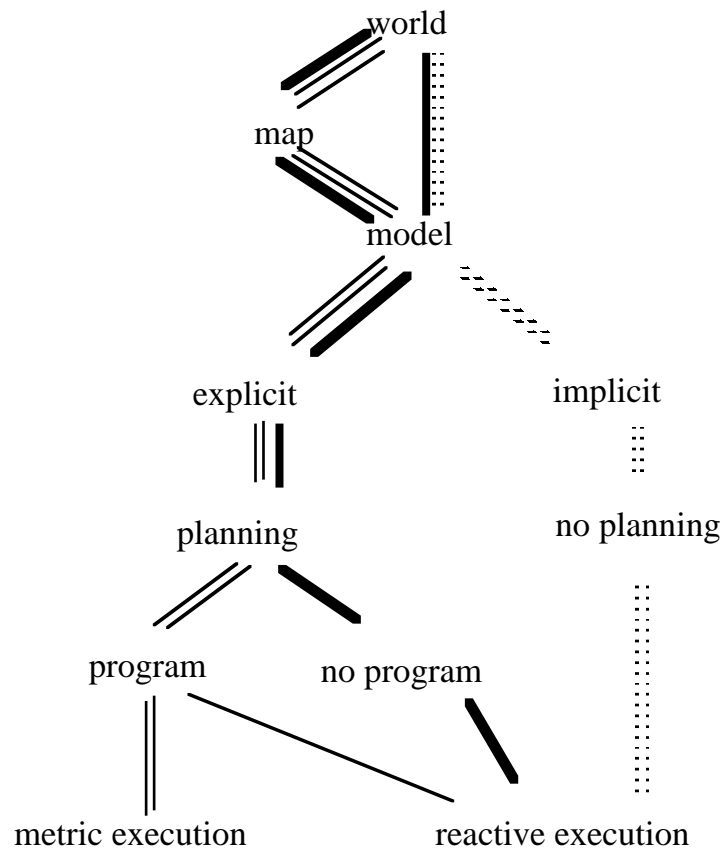 world
map
model
explicit
implicit
planning
no planning
program
no program
metric execution
reactive execution